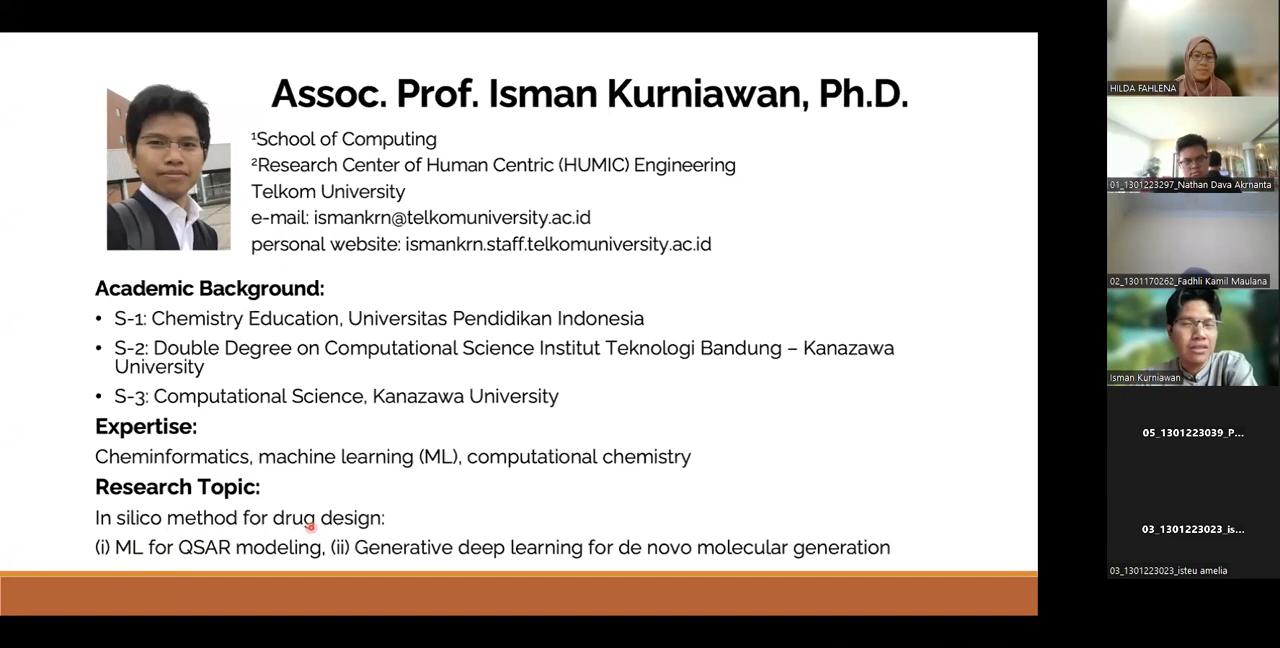 Assoc. Prof. Isman Kurniawan, Ph.D.
¹School of Computing
²Research Center of Human Centric (HUMIC) Engineering
Telkom University
e-mail: ismankrn@telkomuniversity.ac.id
personal website: ismankrn.staff.telkomuniversity.ac.id
Academic Background:
• S-1: Chemistry Education, Universitas Pendidikan Indonesia
• S-2: Double Degree on Computational Science Institut Teknologi Bandung – Kanazawa
University
• S-3: Computational Science, Kanazawa University
Expertise:
Cheminformatics, machine learning (ML), computational chemistry
Research Topic:
In silico method for drug design:
(i) ML for QSAR modeling, (ii) Generative deep learning for de novo molecular generation
HILDA FAHLENA
01_1301223297_Nathan Dava Akrnanta
02_1301170262_Fadhli Kamil Maulana
Isman Kurniawan
05_1301223039_P...
03_1301223023_is...
03_1301223023_isteu amelia